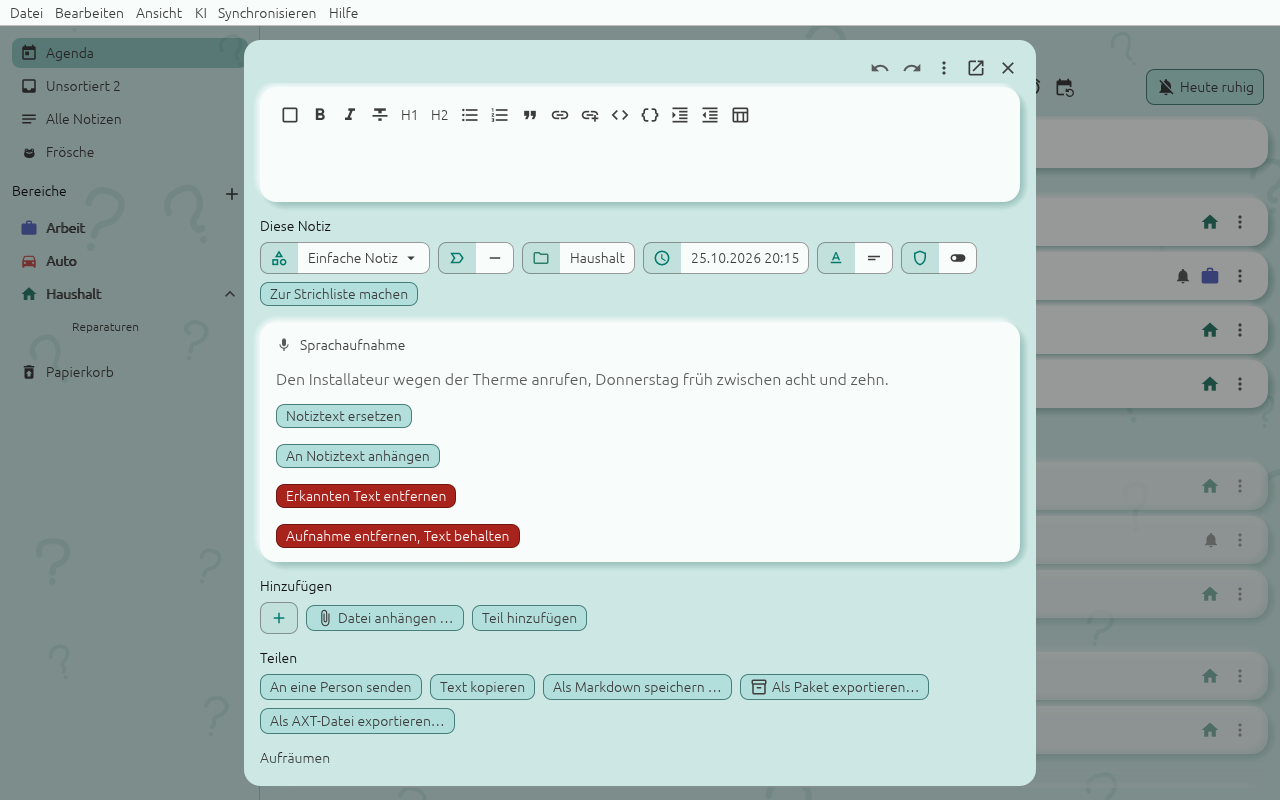 Datei Bearbeiten Ansicht KI Synchronisieren Hilfe
Agenda
Unsortiert 2
Alle Notizen
Frösche
Bereiche
Arbeit
Auto
Haushalt
Reparaturen
Papierkorb
Heute ruhig
B I H1 H2
Diese Notiz
Einfache Notiz
Haushalt
25.10.2026 20:15
Zur Strichliste machen
Sprachaufnahme
Den Installateur wegen der Therme anrufen, Donnerstag früh zwischen acht und zehn.
Notiztext ersetzen
An Notiztext anhängen
Erkannten Text entfernen
Aufnahme entfernen, Text behalten
Hinzufügen
Datei anhängen …
Teil hinzufügen
Teilen
An eine Person senden
Text kopieren
Als Markdown speichern …
Als Paket exportieren…
Als AXT-Datei exportieren…
Aufräumen